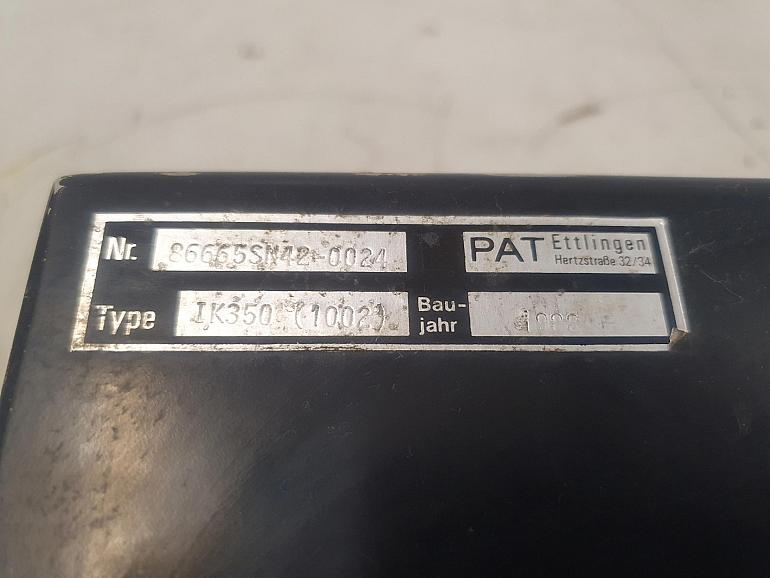 Nr. 86665SN42-0024
PAT Ettlingen
Hertzstraße 32/34
Type IK350 (1002)
Bau-
jahr